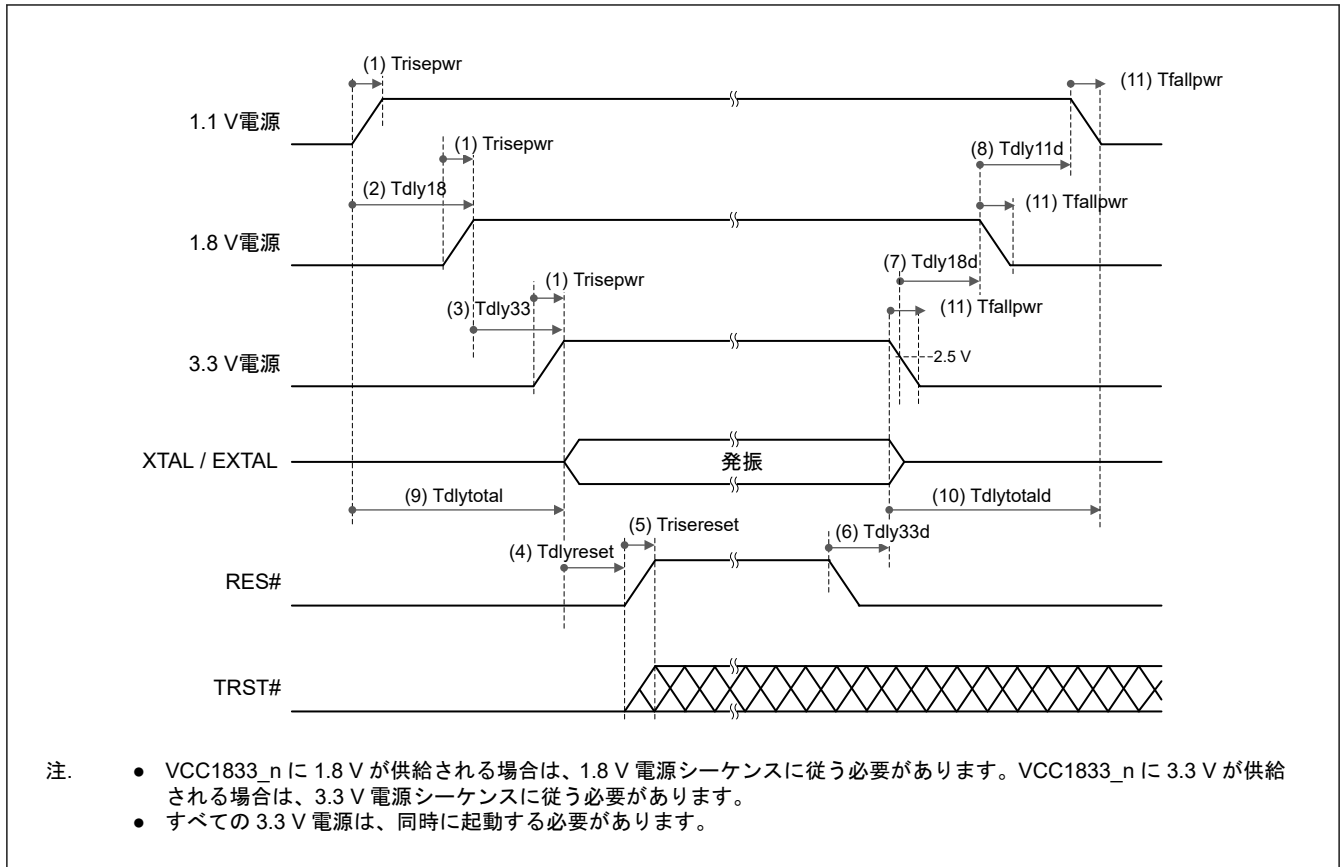 (1) Trisepwr
(11) Tfallpwr
1.1 V電源
(1) Trisepwr
(8) Tdly11d
(2) Tdly18
(11) Tfallpwr
1.8 V電源
(7) Tdly18d
(1) Trisepwr
(3) Tdly33
(11) Tfallpwr
3.3 V電源
2.5 V
XTAL / EXTAL
発振
(9) Tdlytotal
(10) Tdlytotald
(5) Trisereset
(6) Tdly33d
(4) Tdlyreset
RES#
TRST#
注. ● VCC1833_n に 1.8 V が供給される場合は、1.8 V 電源シーケンスに従う必要があります。VCC1833_n に 3.3 V が供給
される場合は、3.3 V 電源シーケンスに従う必要があります。
● すべての 3.3 V 電源は、同時に起動する必要があります。